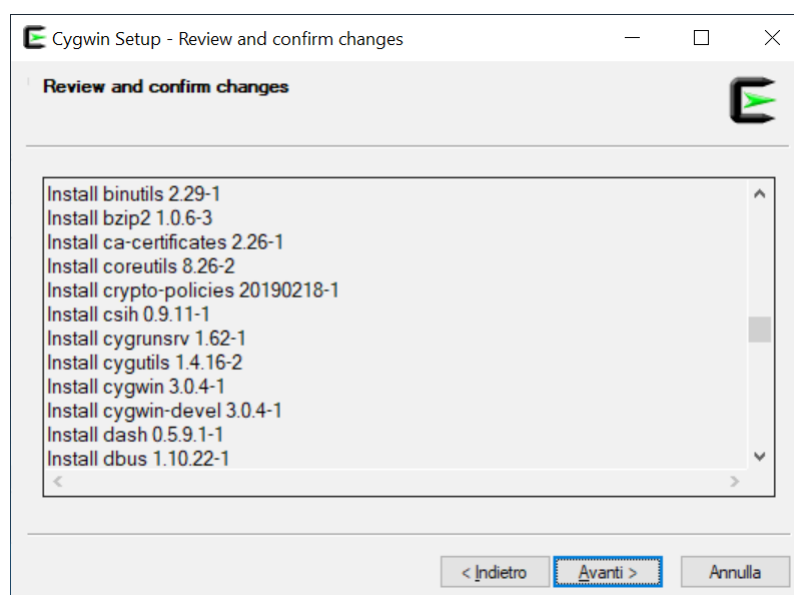 Cygwin Setup - Review and confirm changes
Review and confirm changes
Install binutils 2.29-1
Install bzip2 1.0.6-3
Install ca-certificates 2.26-1
Install coreutils 8.26-2
Install crypto-policies 20190218-1
Install csih 0.9.11-1
Install cygrunsrv 1.62-1
Install cygutils 1.4.16-2
Install cygwin 3.0.4-1
Install cygwin-devel 3.0.4-1
Install dash 0.5.9.1-1
Install dbus 1.10.22-1
< Indietro Avanti > Annulla